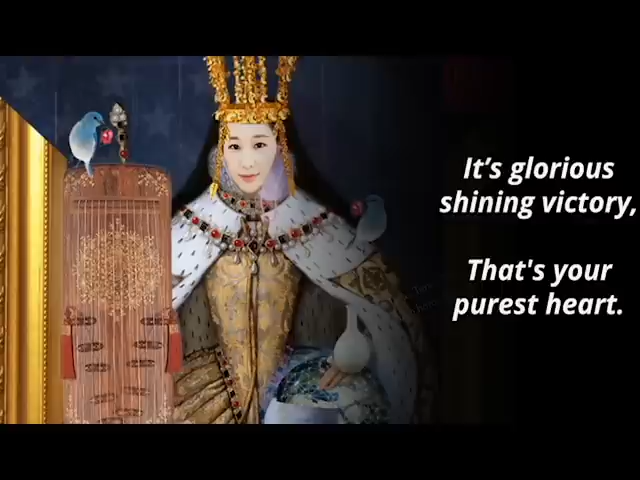 It’s glorious
shining victory,
That's your
purest heart.